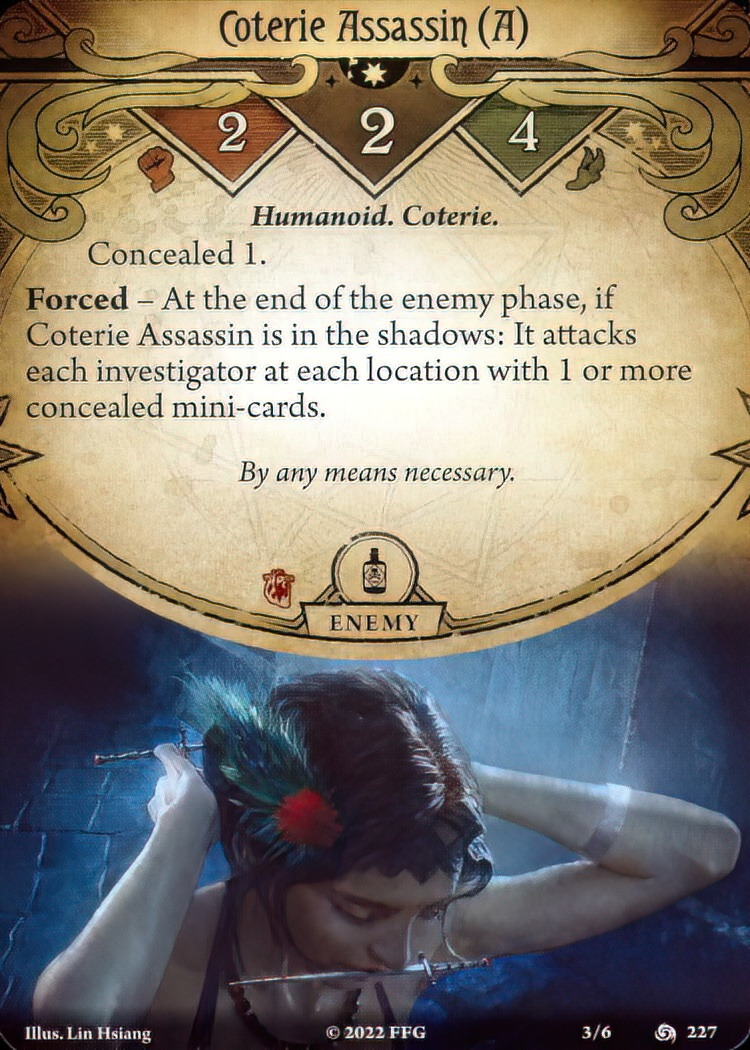 Coterie Assassin (A)
2 2 4
Humanoid. Coterie.
Concealed 1.
Forced – At the end of the enemy phase, if
Coterie Assassin is in the shadows: It attacks
each investigator at each location with 1 or more
concealed mini-cards.
By any means necessary.
ENEMY
Illus. Lin Hsiang © 2022 FFG 3/6 227